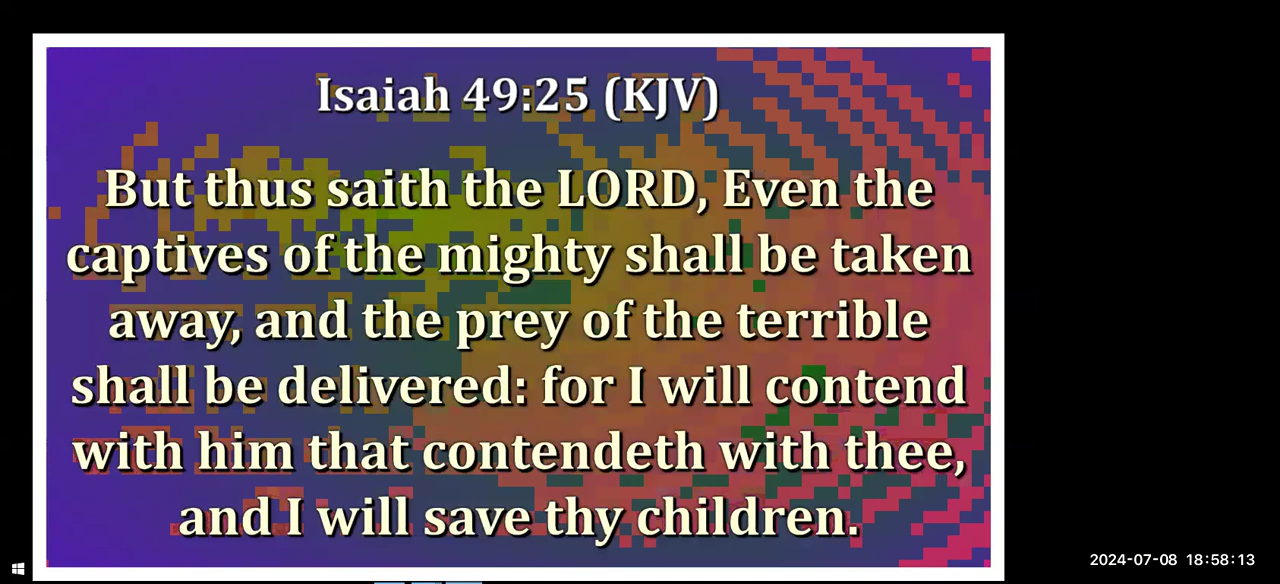 Isaiah 49:25 (KJV)
But thus saith the LORD, Even the
captives of the mighty shall be taken
away, and the prey of the terrible
shall be delivered: for I will contend
with him that contendeth with thee,
and I will save thy children.
2024-07-08 18:58:13